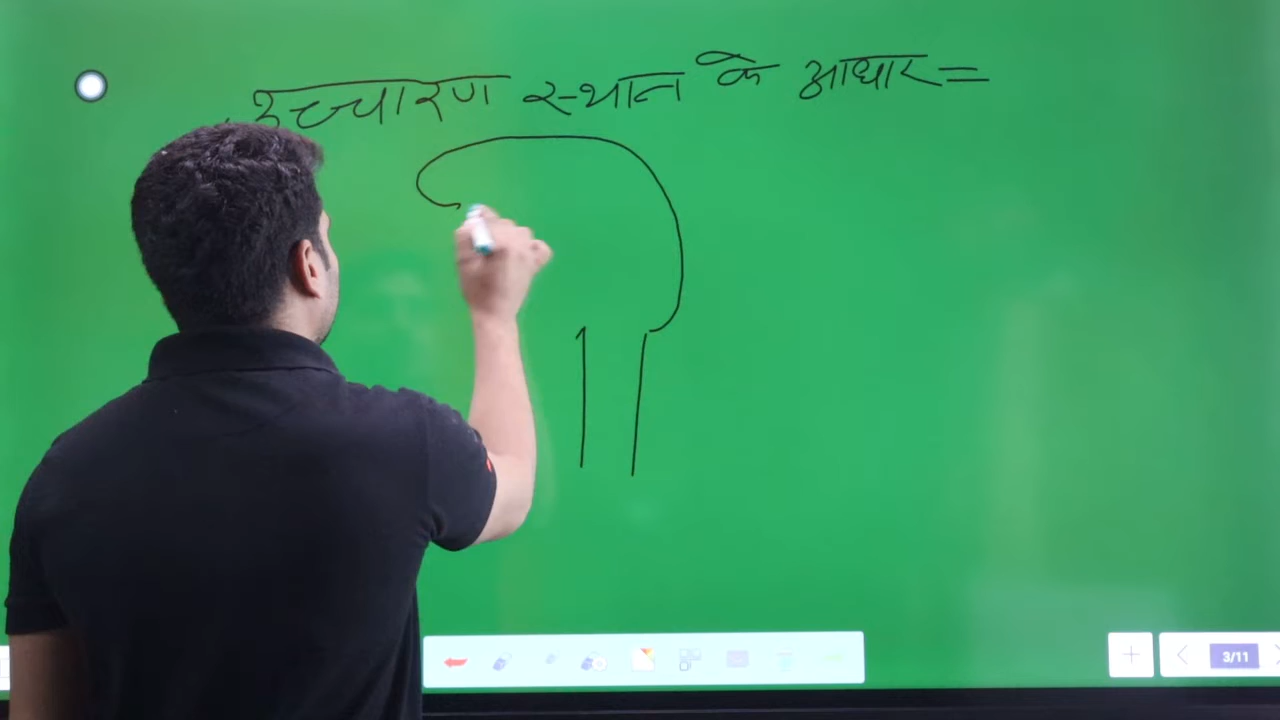 उच्चारण स्थान के आधार =
3/11